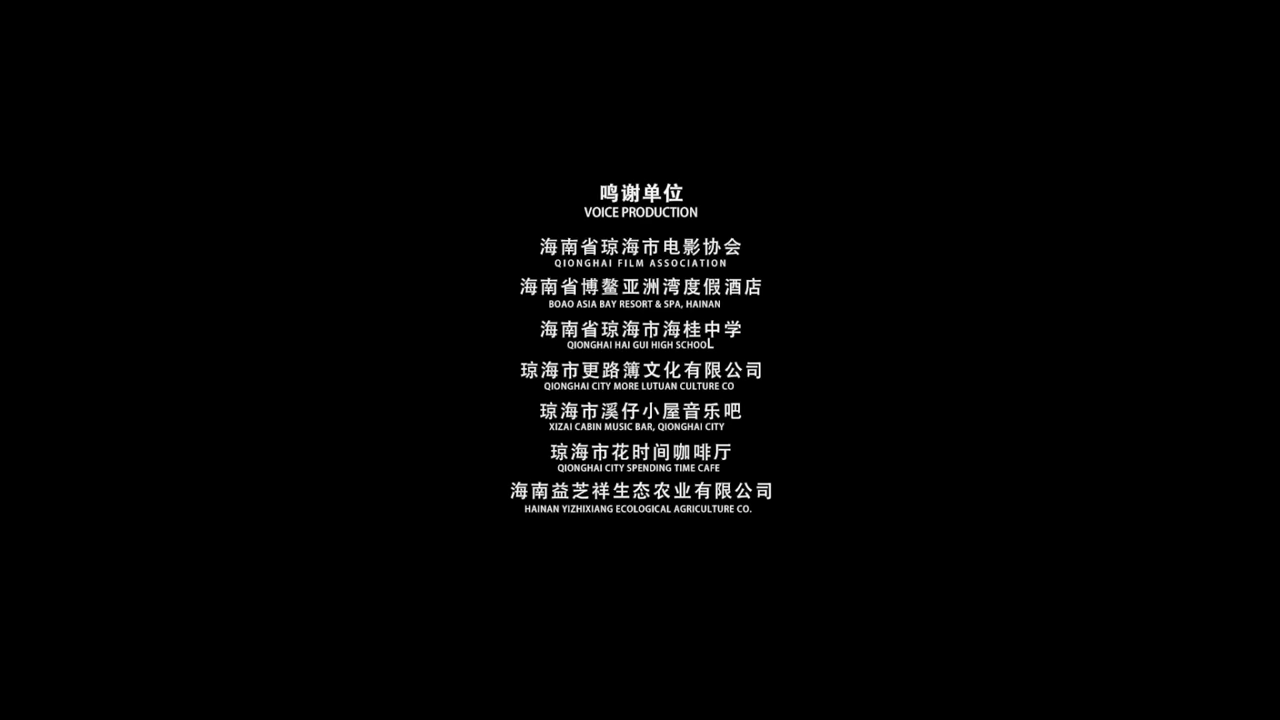 鸣谢单位
VOICE PRODUCTION
海南省琼海市电影协会
QIONGHAI FILM ASSOCIATION
海南省博鳌亚洲湾度假酒店
BOAO ASIA BAY RESORT & SPA, HAINAN
海南省琼海市海桂中学
QIONGHAI HAI GUI HIGH SCHOOL
琼海市更路簿文化有限公司
QIONGHAI CITY MORE LUTUAN CULTURE CO
琼海市溪仔小屋音乐吧
XIZAI CABIN MUSIC BAR, QIONGHAI CITY
琼海市花时间咖啡厅
QIONGHAI CITY SPENDING TIME CAFE
海南益芝祥生态农业有限公司
HAINAN YIZHIXIANG ECOLOGICAL AGRICULTURE CO.